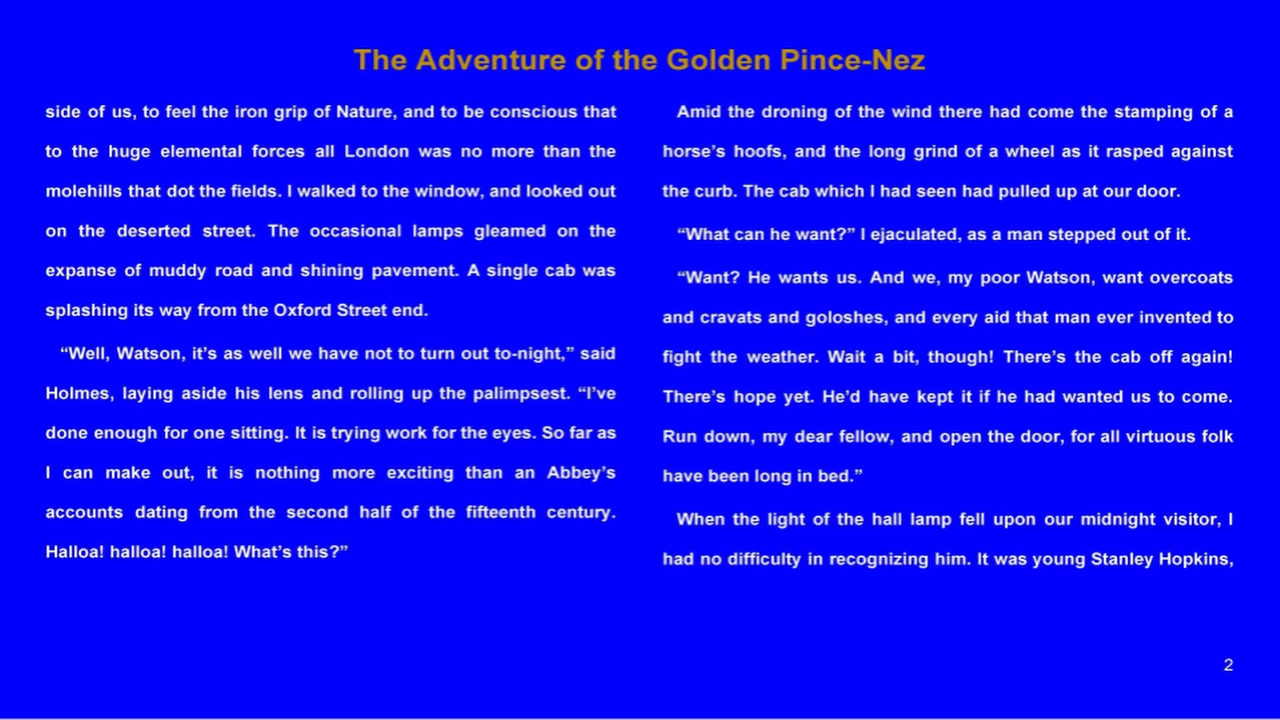 The Adventure of the Golden Pince-Nez
side of us, to feel the iron grip of Nature, and to be conscious that
to the huge elemental forces all London was no more than the
molehills that dot the fields. I walked to the window, and looked out
on the deserted street. The occasional lamps gleamed on the
expanse of muddy road and shining pavement. A single cab was
splashing its way from the Oxford Street end.
“Well, Watson, it’s as well we have not to turn out to-night,” said
Holmes, laying aside his lens and rolling up the palimpsest. “I’ve
done enough for one sitting. It is trying work for the eyes. So far as
I can make out, it is nothing more exciting than an Abbey’s
accounts dating from the second half of the fifteenth century.
Halloa! halloa! halloa! What’s this?”
Amid the droning of the wind there had come the stamping of a
horse’s hoofs, and the long grind of a wheel as it rasped against
the curb. The cab which I had seen had pulled up at our door.
“What can he want?” I ejaculated, as a man stepped out of it.
“Want? He wants us. And we, my poor Watson, want overcoats
and cravats and goloshes, and every aid that man ever invented to
fight the weather. Wait a bit, though! There’s the cab off again!
There’s hope yet. He’d have kept it if he had wanted us to come.
Run down, my dear fellow, and open the door, for all virtuous folk
have been long in bed.”
When the light of the hall lamp fell upon our midnight visitor, I
had no difficulty in recognizing him. It was young Stanley Hopkins,
2